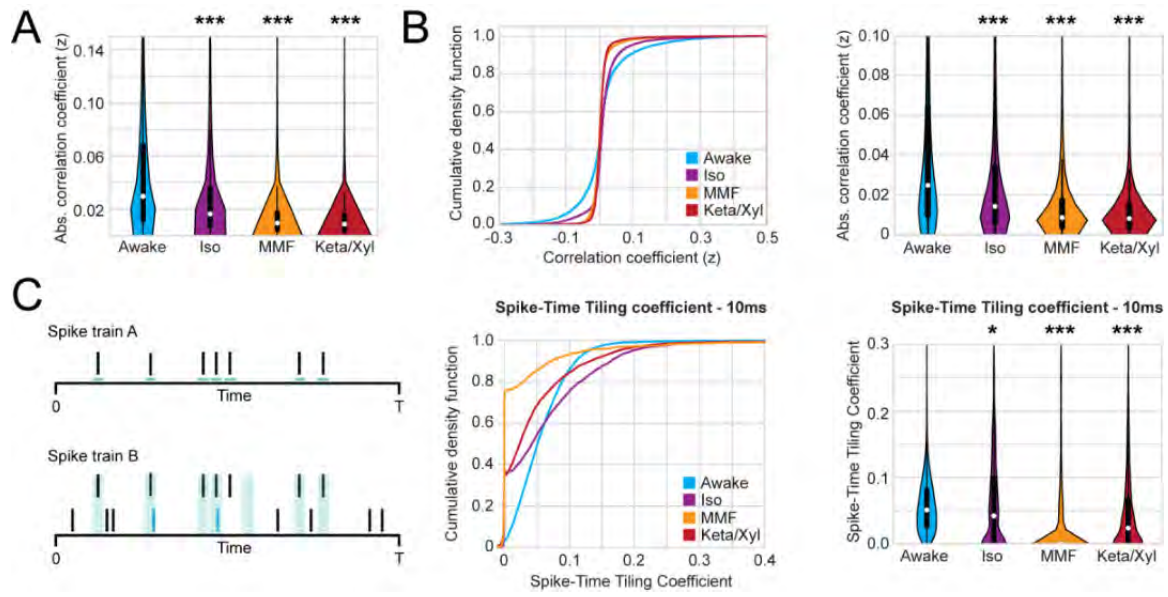 A
***
***
***
Abs. correlation coefficient (z)
0.14
0.10
0.06
0.02
Awake
Iso
MMF
Keta/Xyl
B
Cumulative density function
1.0
0.8
0.6
0.4
0.2
0.0
Awake
Iso
MMF
Keta/Xyl
-0.3
-0.1
0.1
0.3
0.5
Correlation coefficient (z)
***
***
***
Abs. correlation coefficient (z)
0.10
0.08
0.06
0.04
0.02
0
Awake
Iso
MMF
Keta/Xyl
C
Spike train A
Time
0
T
Spike train B
Time
0
T
Spike-Time Tiling coefficient - 10ms
Cumulative density function
1.0
0.8
0.6
0.4
0.2
0
Awake
Iso
MMF
Keta/Xyl
0
0.1
0.2
0.3
0.4
Spike-Time Tiling Coefficient
Spike-Time Tiling coefficient - 10ms
*
***
***
Spike-Time Tiling Coefficient
0.3
0.2
0.1
0.0
Awake
Iso
MMF
Keta/Xyl